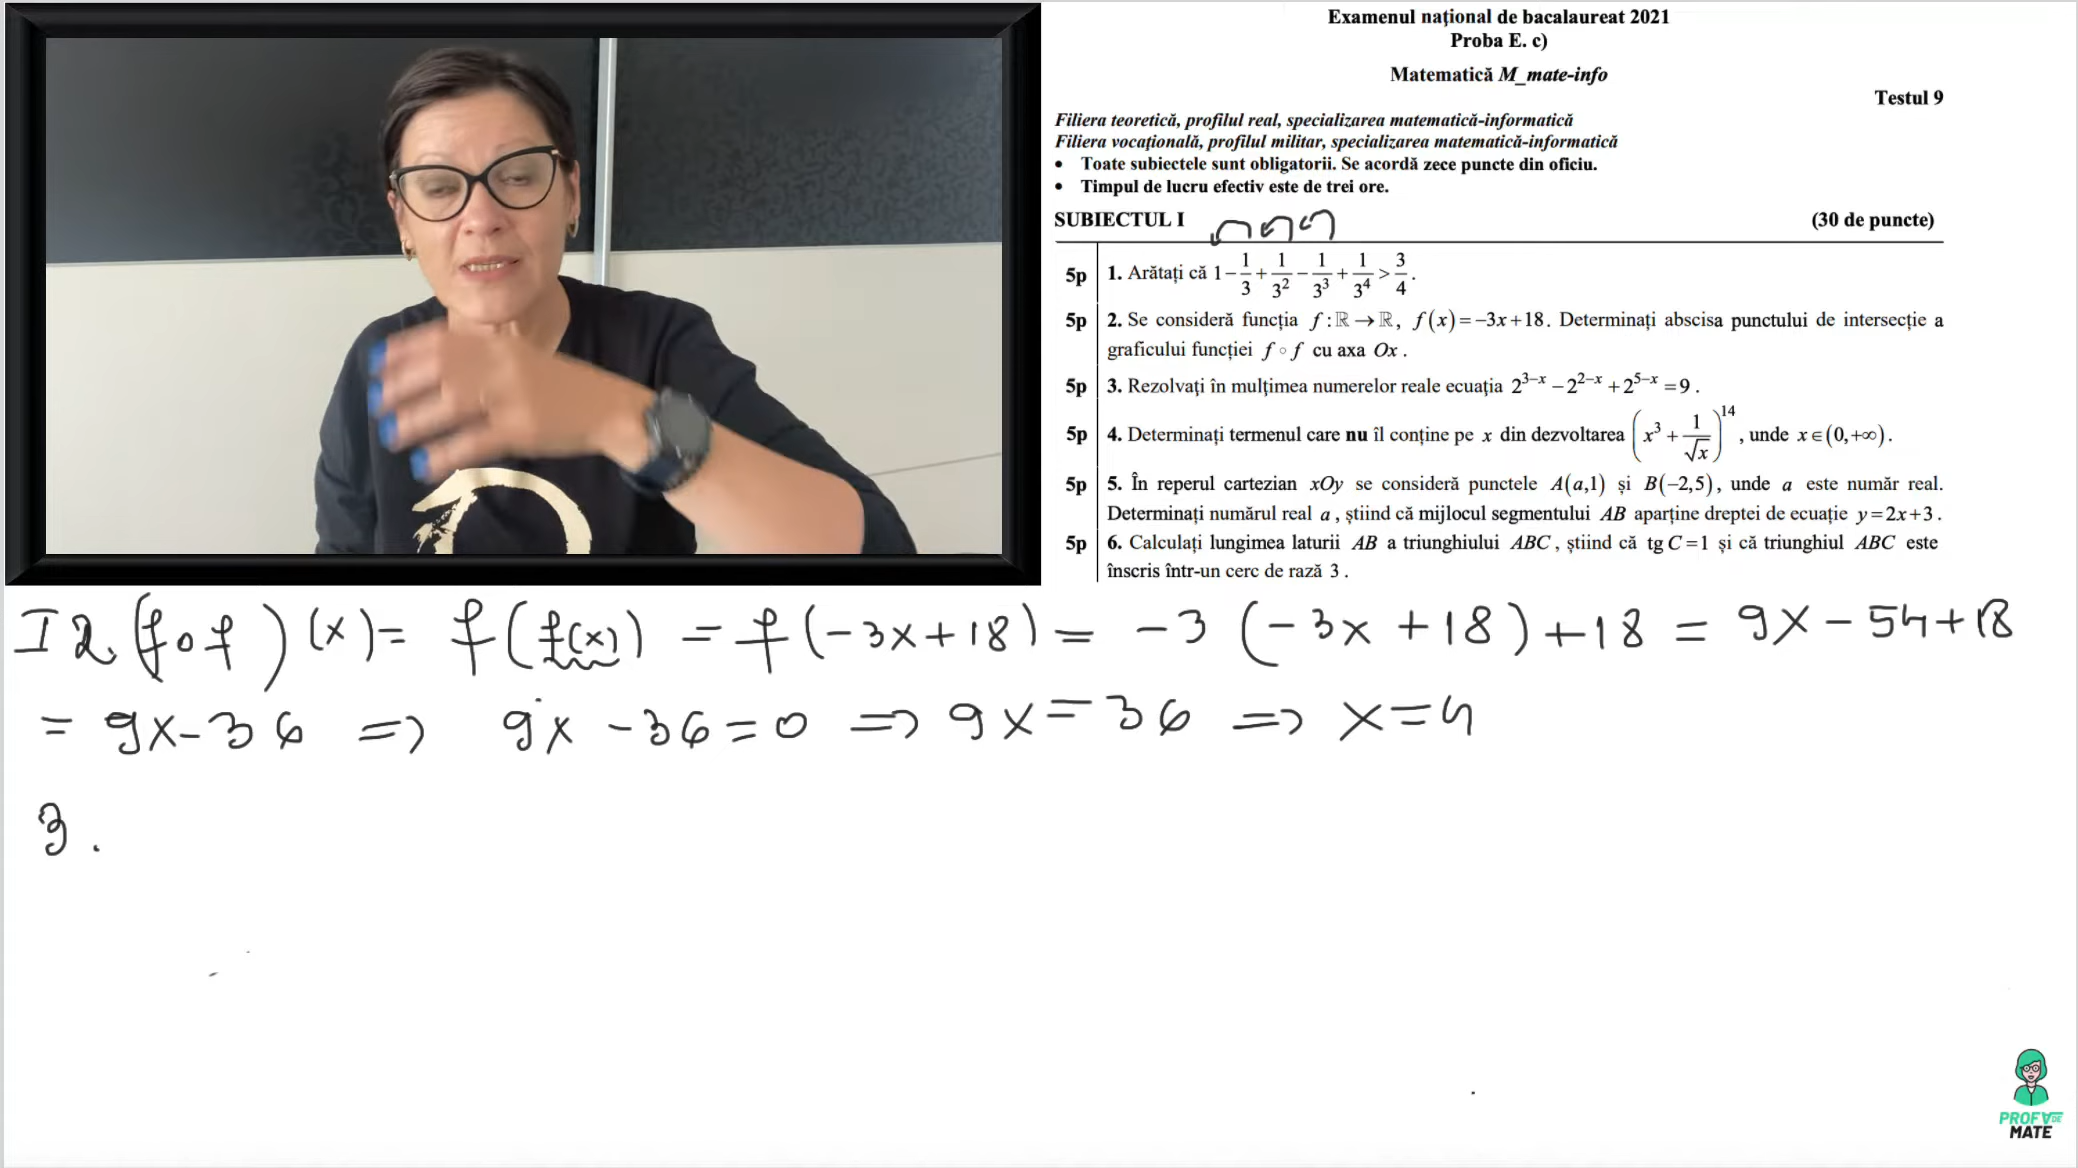 Examenul național de bacalaureat 2021
Proba E. c)
Matematică M_mate-info
Testul 9
Filiera teoretică, profilul real, specializarea matematică-informatică
Filiera vocațională, profilul militar, specializarea matematică-informatică
• Toate subiectele sunt obligatorii. Se acordă zece puncte din oficiu.
• Timpul de lucru efectiv este de trei ore.
SUBIECTUL I (30 de puncte)
5p 1. Arătați că 1 − 1/3 + 1/3² − 1/3³ + 1/3⁴ > 3/4.
5p 2. Se consideră funcția f : ℝ → ℝ, f(x) = −3x + 18. Determinați abscisa punctului de intersecție a
graficului funcției f ∘ f cu axa Ox.
5p 3. Rezolvați în mulțimea numerelor reale ecuația 2^(3−x) − 2^(2−x) + 2^(5−x) = 9.
5p 4. Determinați termenul care nu îl conține pe x din dezvoltarea (x³ + 1/√x)^14, unde x ∈ (0, +∞).
5p 5. În reperul cartezian xOy se consideră punctele A(a,1) și B(−2,5), unde a este număr real.
Determinați numărul real a, știind că mijlocul segmentului AB aparține dreptei de ecuație y = 2x + 3.
5p 6. Calculați lungimea laturii AB a triunghiului ABC, știind că tg C = 1 și că triunghiul ABC este
înscris într-un cerc de rază 3.
I 2. (f∘f)(x) = f(f(x)) = f(−3x+18) = −3(−3x+18)+18 = 9x−54+18
= 9x−36 ⇒ 9x−36=0 ⇒ 9x=36 ⇒ x=4
3.
PROFA DE
MATE